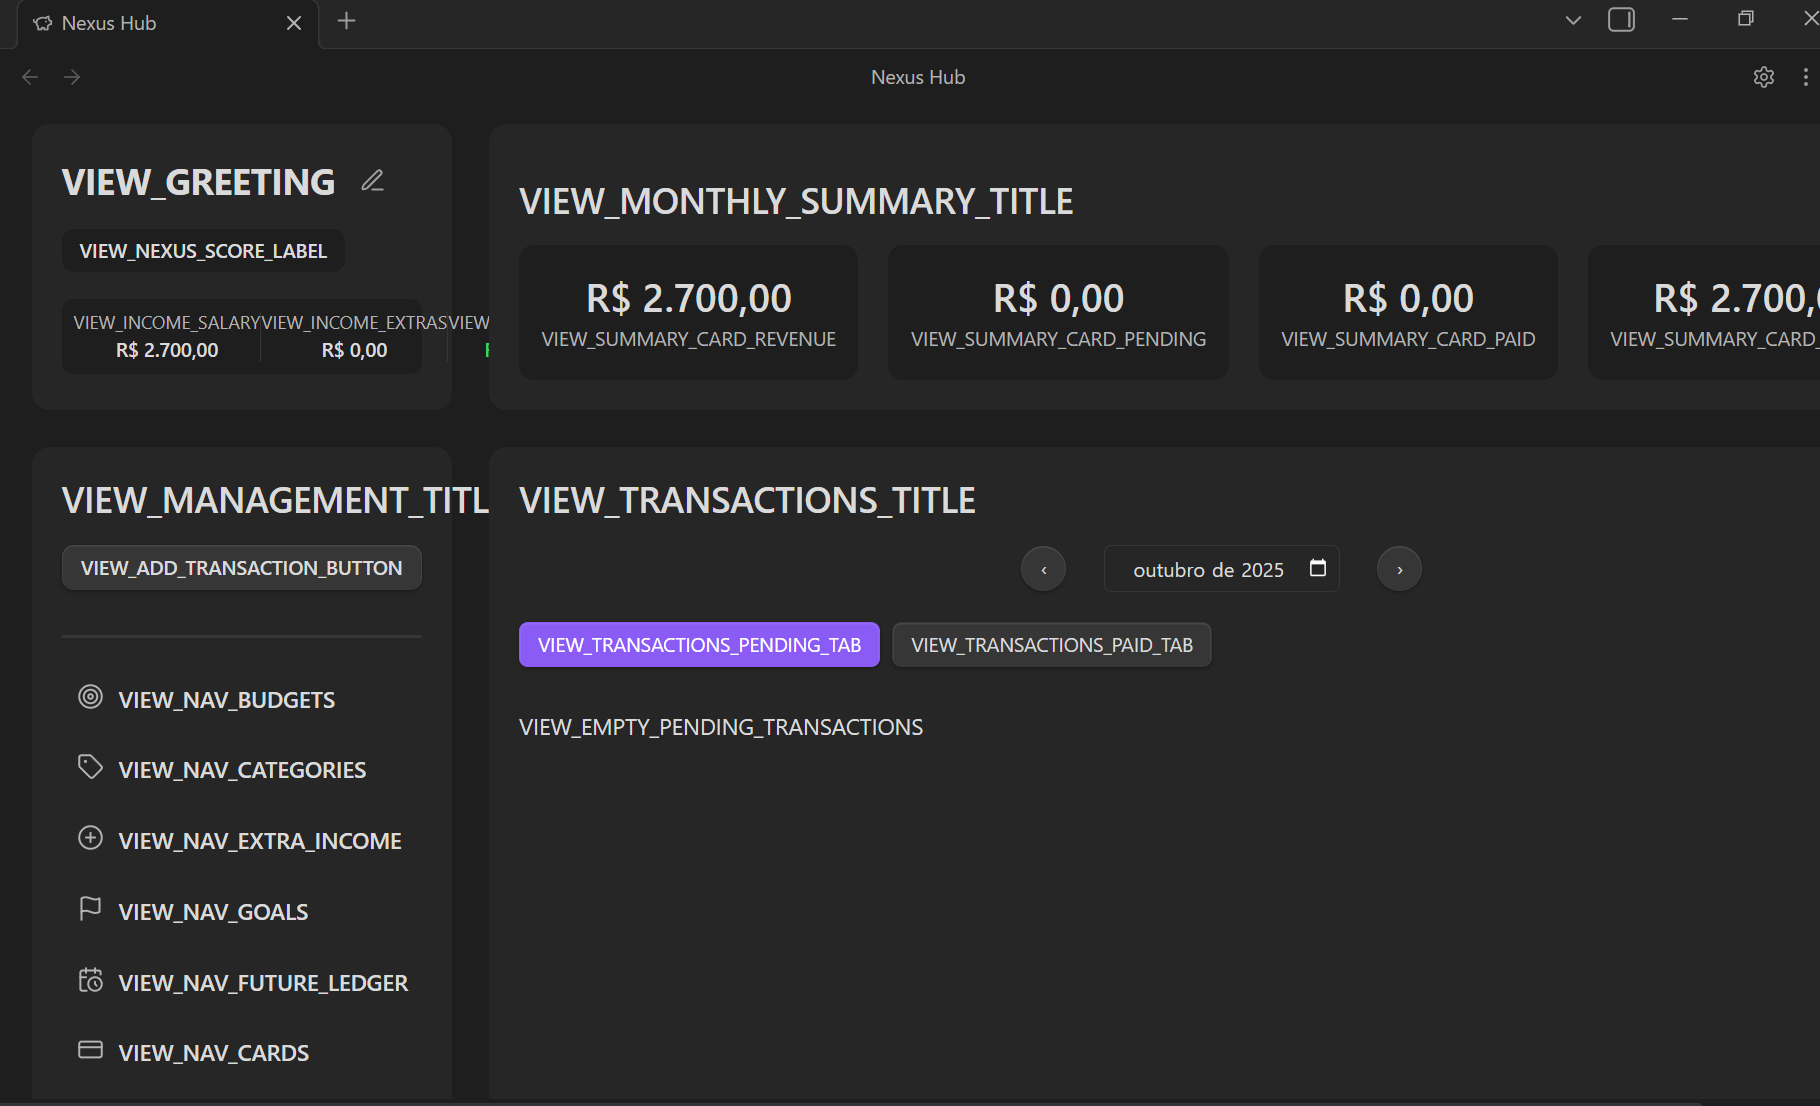 Nexus Hub
Nexus Hub
VIEW_GREETING
VIEW_NEXUS_SCORE_LABEL
VIEW_INCOME_SALARY VIEW_INCOME_EXTRAS VIEW
R$ 2.700,00 R$ 0,00
VIEW_MONTHLY_SUMMARY_TITLE
R$ 2.700,00
VIEW_SUMMARY_CARD_REVENUE
R$ 0,00
VIEW_SUMMARY_CARD_PENDING
R$ 0,00
VIEW_SUMMARY_CARD_PAID
R$ 2.700,0
VIEW_SUMMARY_CARD_
VIEW_MANAGEMENT_TITL
VIEW_ADD_TRANSACTION_BUTTON
VIEW_NAV_BUDGETS
VIEW_NAV_CATEGORIES
VIEW_NAV_EXTRA_INCOME
VIEW_NAV_GOALS
VIEW_NAV_FUTURE_LEDGER
VIEW_NAV_CARDS
VIEW_TRANSACTIONS_TITLE
‹ outubro de 2025 ›
VIEW_TRANSACTIONS_PENDING_TAB VIEW_TRANSACTIONS_PAID_TAB
VIEW_EMPTY_PENDING_TRANSACTIONS